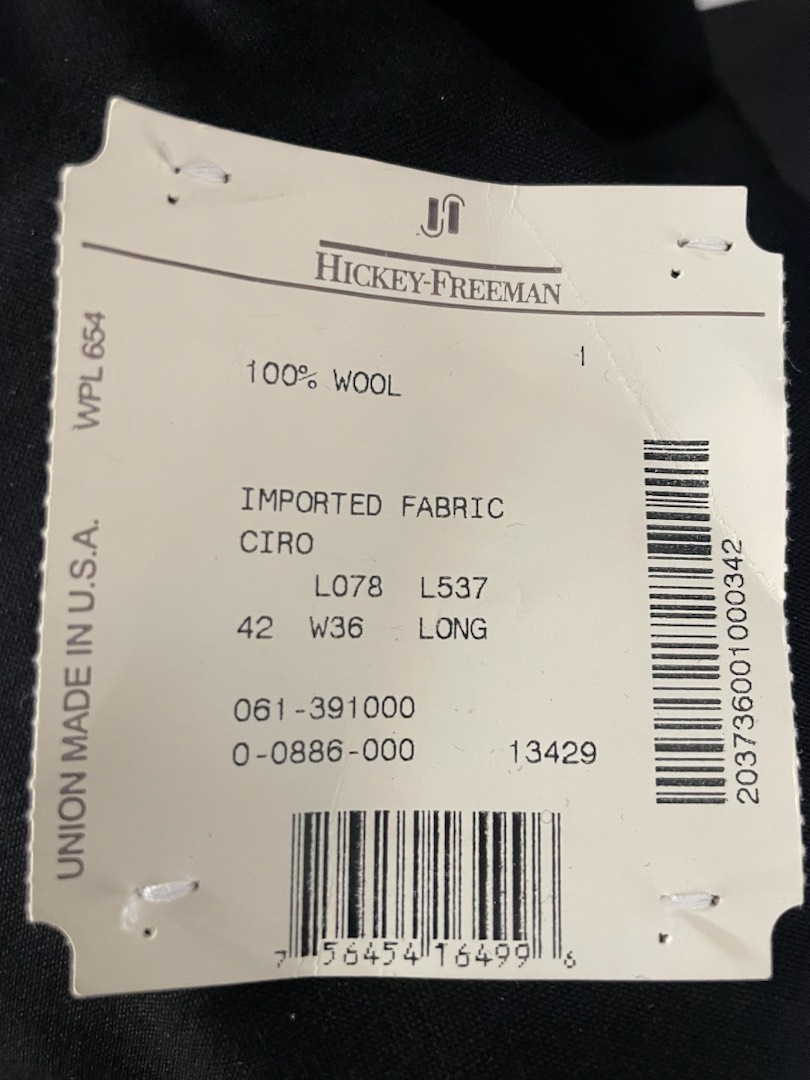 HICKEY-FREEMAN
1
100% WOOL
IMPORTED FABRIC
CIRO
L078 L537
42 W36 LONG
061-391000
0-0886-000 13429
7 56454 16499 6
UNION MADE IN U.S.A. WPL 654
203736001000342